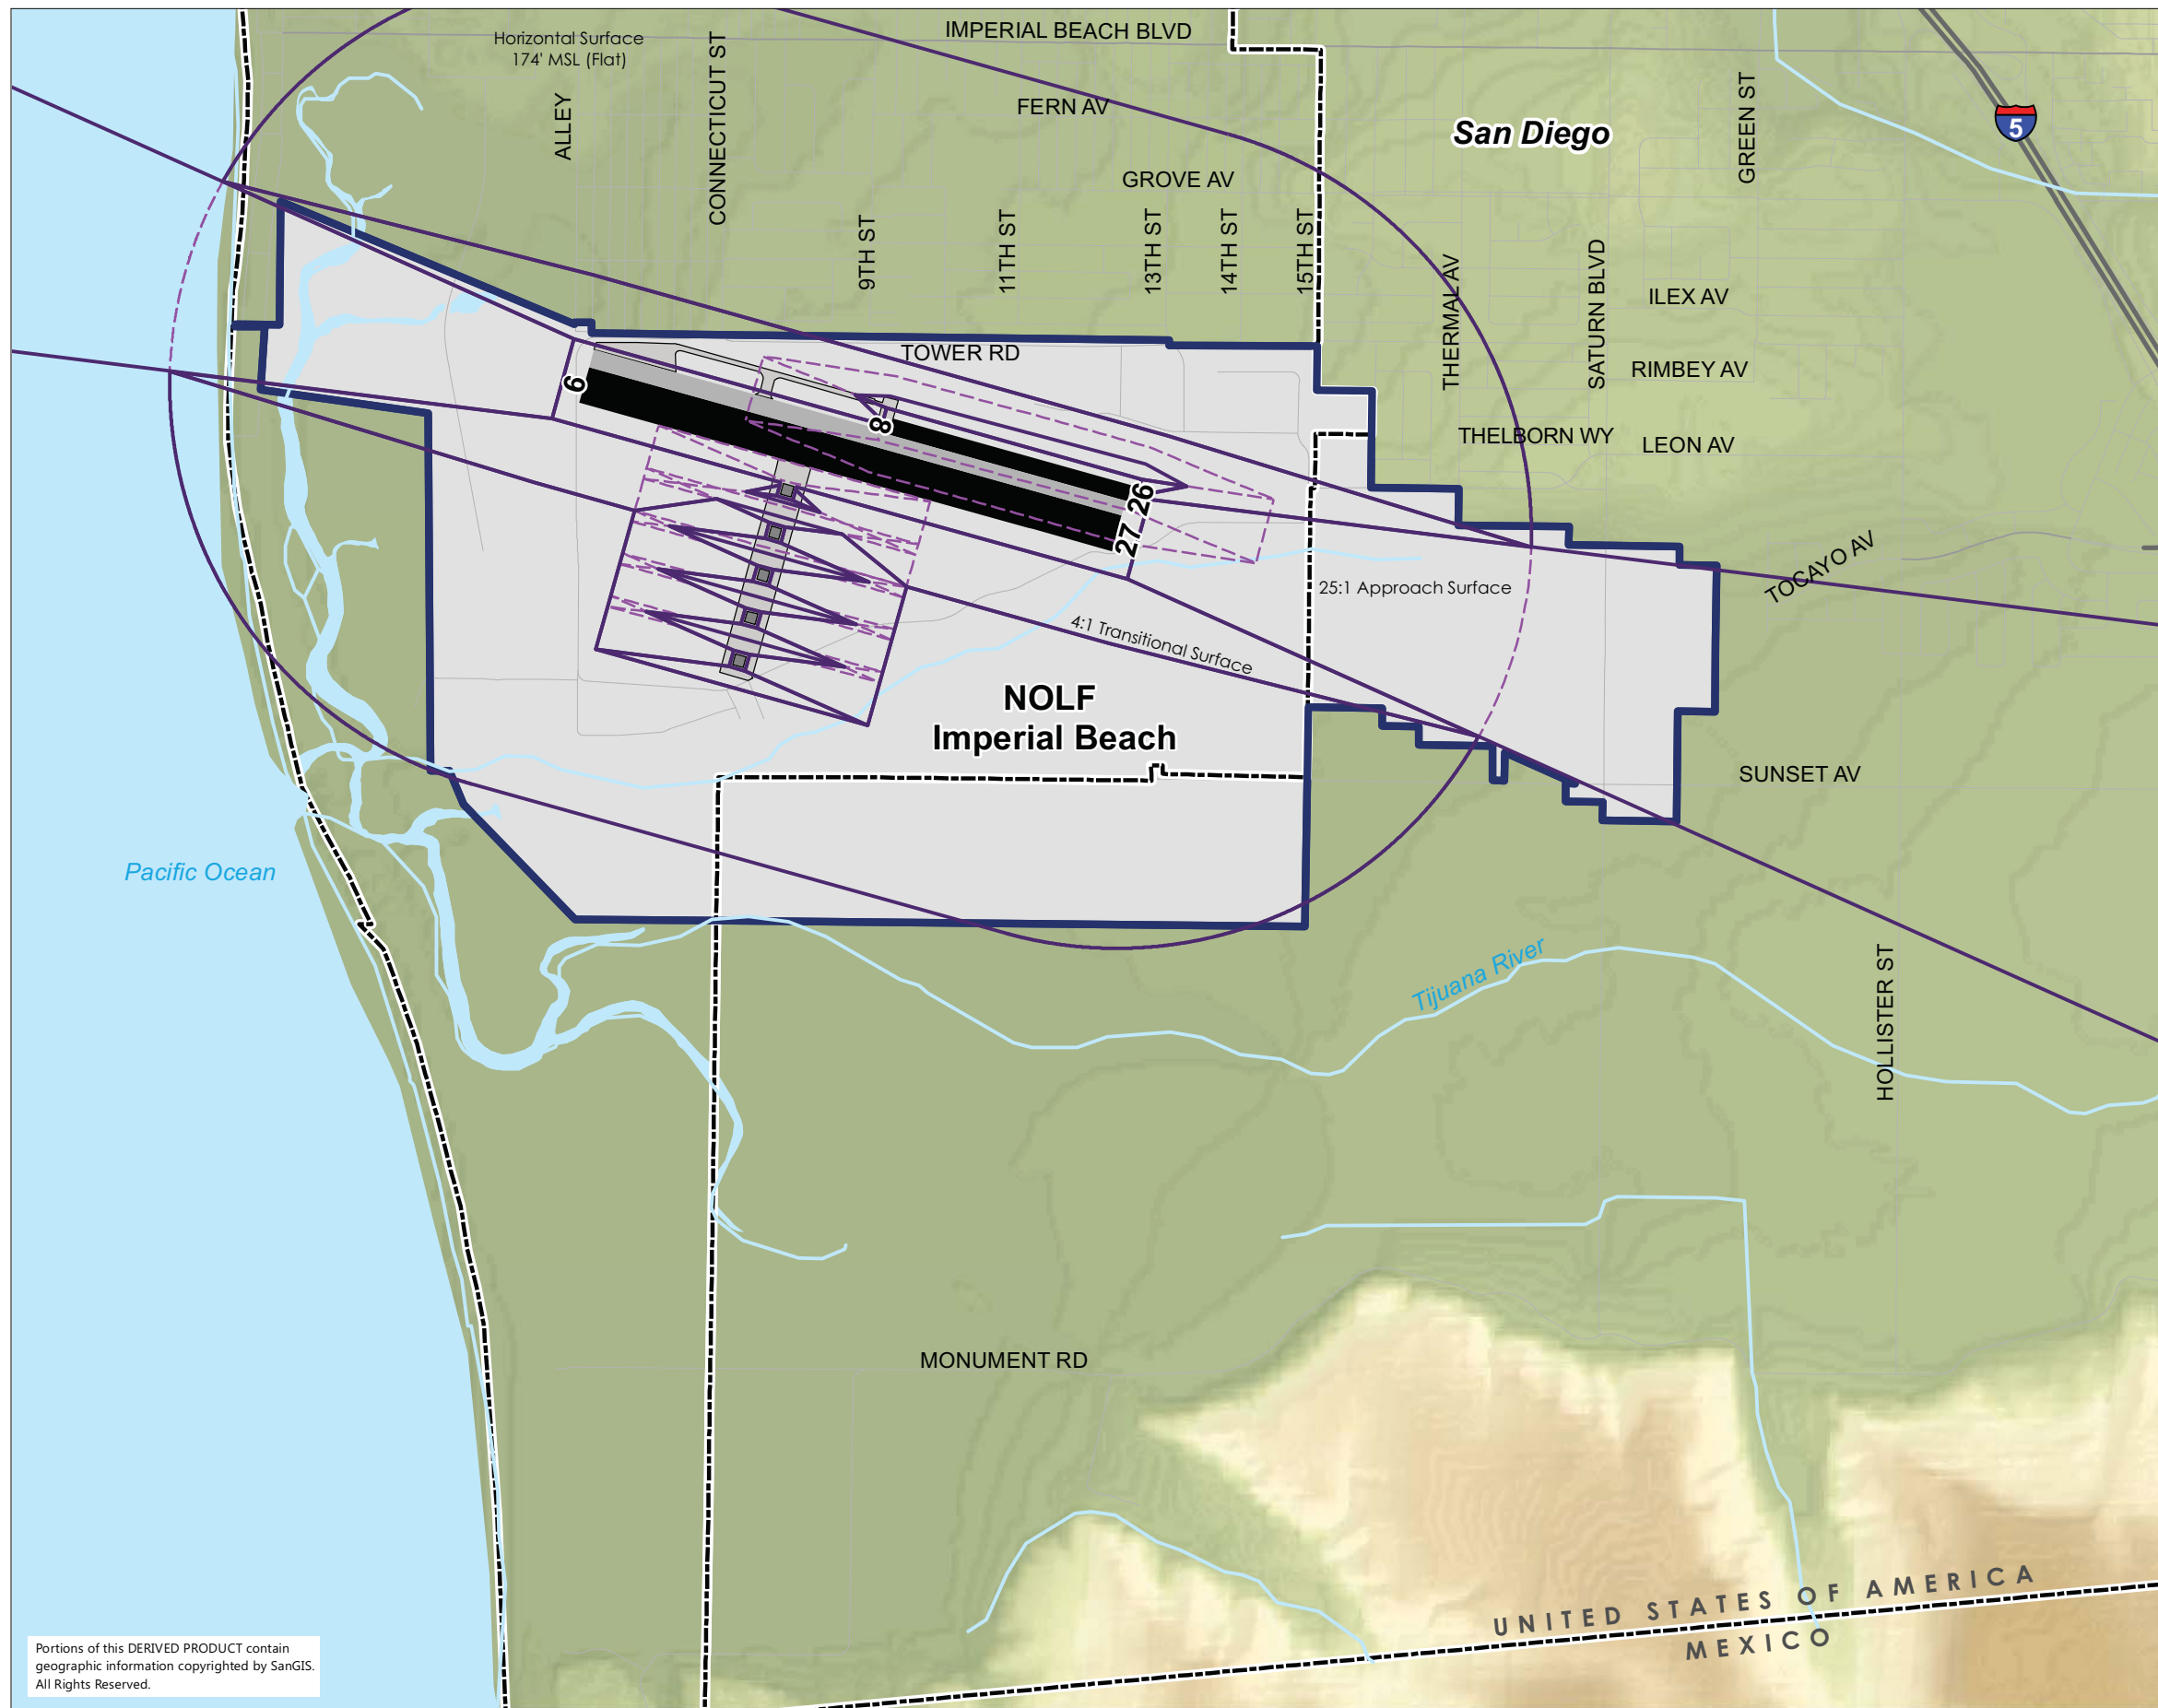 IMPERIAL BEACH BLVD
Horizontal Surface
174' MSL (Flat)
CONNECTICUT ST
ALLEY
FERN AV
San Diego
GREEN ST
5
GROVE AV
9TH ST
11TH ST
13TH ST
14TH ST
15TH ST
THERMAL AV
SATURN BLVD
ILEX AV
TOWER RD
RIMBEY AV
9
8
THELBORN WY
LEON AV
26
27
TOCAYO AV
25:1 Approach Surface
4:1 Transitional Surface
NOLF
Imperial Beach
SUNSET AV
Pacific Ocean
Tijuana River
HOLLISTER ST
MONUMENT RD
UNITED STATES OF AMERICA
MEXICO
Portions of this DERIVED PRODUCT contain
geographic information copyrighted by SanGIS.
All Rights Reserved.